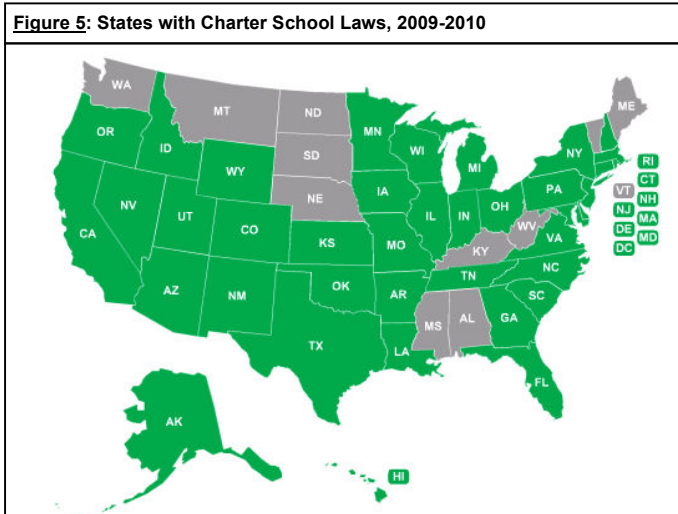 Figure 5: States with Charter School Laws, 2009-2010
WA
MT
ND
ME
OR
MN
ID
SD
WI
NY
WY
MI
RI
CT
IA
PA
VT
NH
NE
NV
OH
NJ
MA
UT
IL
IN
DE
MD
CO
WV
VA
DC
CA
KS
MO
KY
NC
TN
AZ
NM
OK
AR
SC
MS
AL
GA
TX
LA
FL
AK
HI